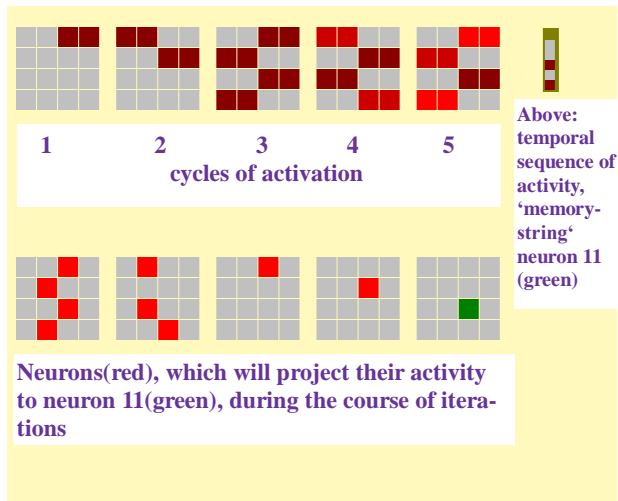 1 2 3 4 5
cycles of activation
Above:
temporal
sequence of
activity,
‘memory-
string‘
neuron 11
(green)
Neurons(red), which will project their activity
to neuron 11(green), during the course of itera-
tions